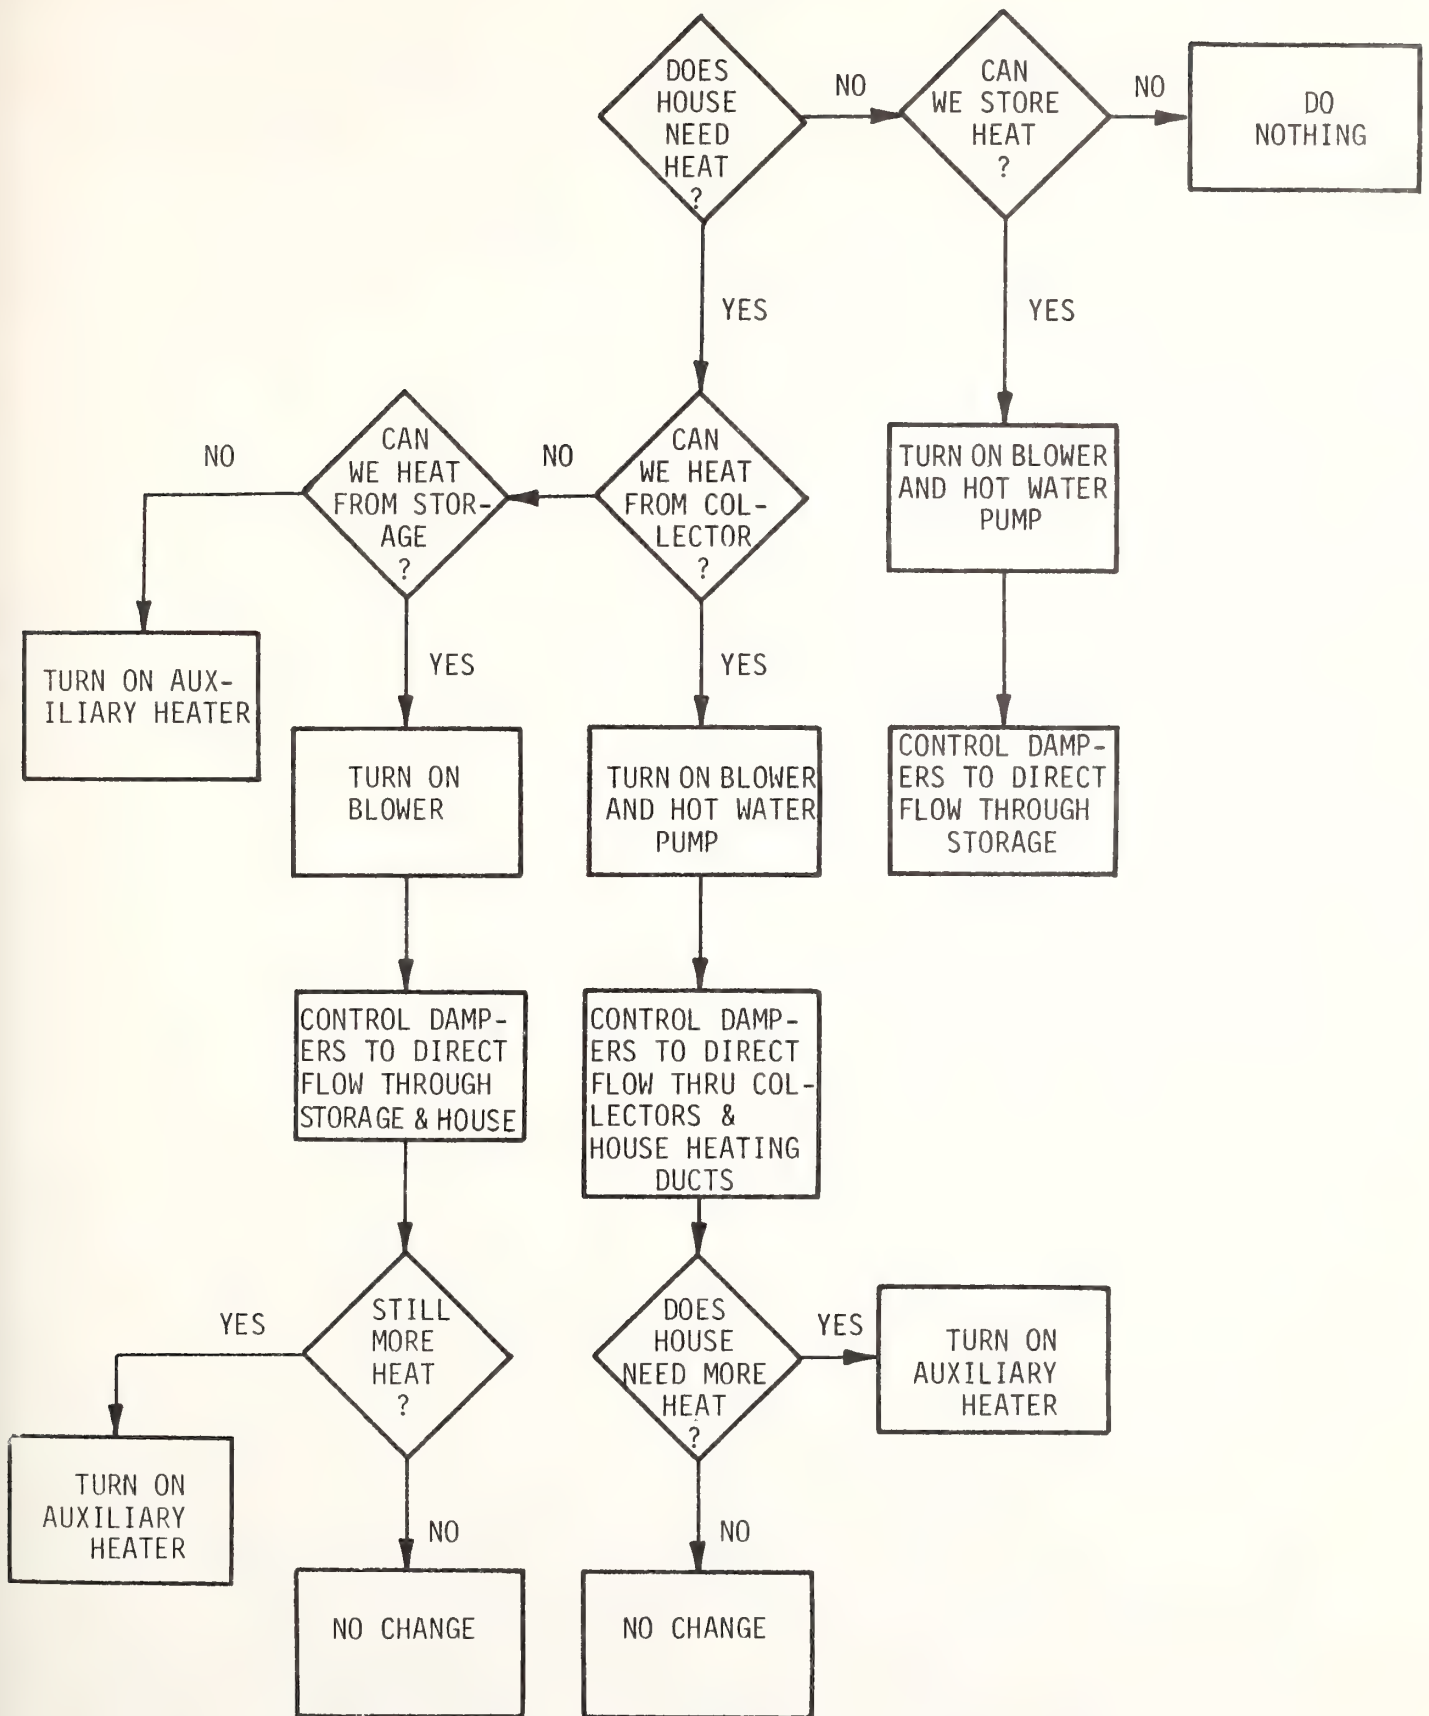 DOES
HOUSE
NEED
HEAT
?
NO
CAN
WE STORE
HEAT
?
NO
DO
NOTHING
YES
YES
CAN
WE HEAT
FROM COL-
LECTOR
?
NO
CAN
WE HEAT
FROM STOR-
AGE
?
NO
TURN ON BLOWER
AND HOT WATER
PUMP
TURN ON AUX-
ILIARY HEATER
YES
YES
TURN ON
BLOWER
TURN ON BLOWER
AND HOT WATER
PUMP
CONTROL DAMP-
ERS TO DIRECT
FLOW THROUGH
STORAGE
CONTROL DAMP-
ERS TO DIRECT
FLOW THROUGH
STORAGE & HOUSE
CONTROL DAMP-
ERS TO DIRECT
FLOW THRU COL-
LECTORS &
HOUSE HEATING
DUCTS
YES
STILL
MORE
HEAT
?
DOES
HOUSE
NEED MORE
HEAT
?
YES
TURN ON
AUXILIARY
HEATER
TURN ON
AUXILIARY
HEATER
NO
NO
NO CHANGE
NO CHANGE